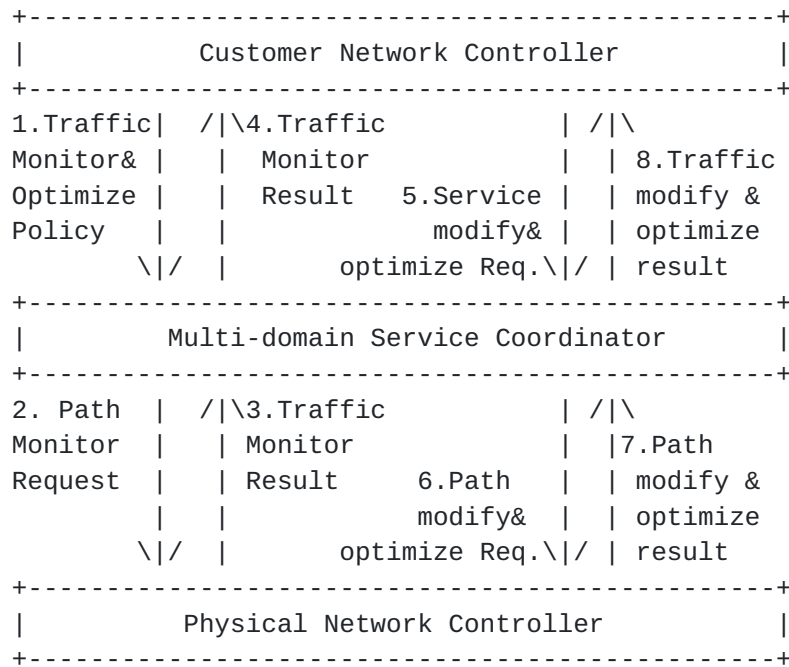 +------------------------------------------------+
|           Customer Network Controller          |
+------------------------------------------------+
1.Traffic|  /|\4.Traffic           | /|\
Monitor& |   |  Monitor            |  | 8.Traffic
Optimize |   |  Result   5.Service |  | modify &
Policy   |   |             modify& |  | optimize
        \|/  |       optimize Req.\|/ | result
+------------------------------------------------+
|         Multi-domain Service Coordinator       |
+------------------------------------------------+
2. Path  |  /|\3.Traffic           | /|\
Monitor  |   | Monitor             |  |7.Path
Request  |   | Result     6.Path   |  | modify &
         |   |            modify&  |  | optimize
        \|/  |       optimize Req.\|/ | result
+------------------------------------------------+
|          Physical Network Controller           |
+------------------------------------------------+